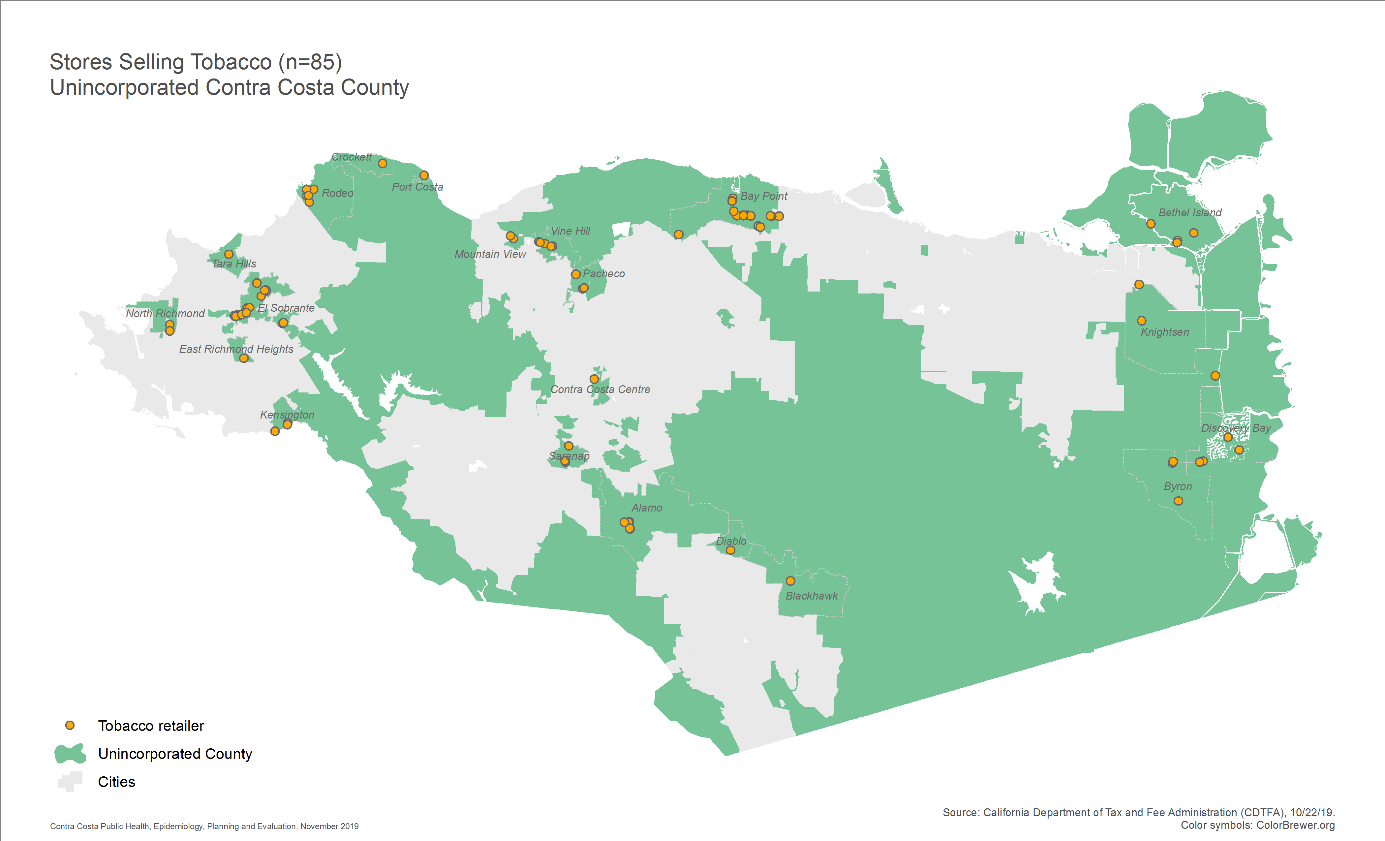 Stores Selling Tobacco (n=85)
Unincorporated Contra Costa County
Crockett
Port Costa
Rodeo
Bay Point
Bethel Island
Vine Hill
Mountain View
Tara Hills
Pacheco
El Sobrante
North Richmond
Knightsen
East Richmond Heights
Contra Costa Centre
Kensington
Discovery Bay
Saranap
Byron
Alamo
Diablo
Blackhawk
Tobacco retailer
Unincorporated County
Cities
Source: California Department of Tax and Fee Administration (CDTFA), 10/22/19.
Color symbols: ColorBrewer.org
Contra Costa Public Health, Epidemiology, Planning and Evaluation, November 2019